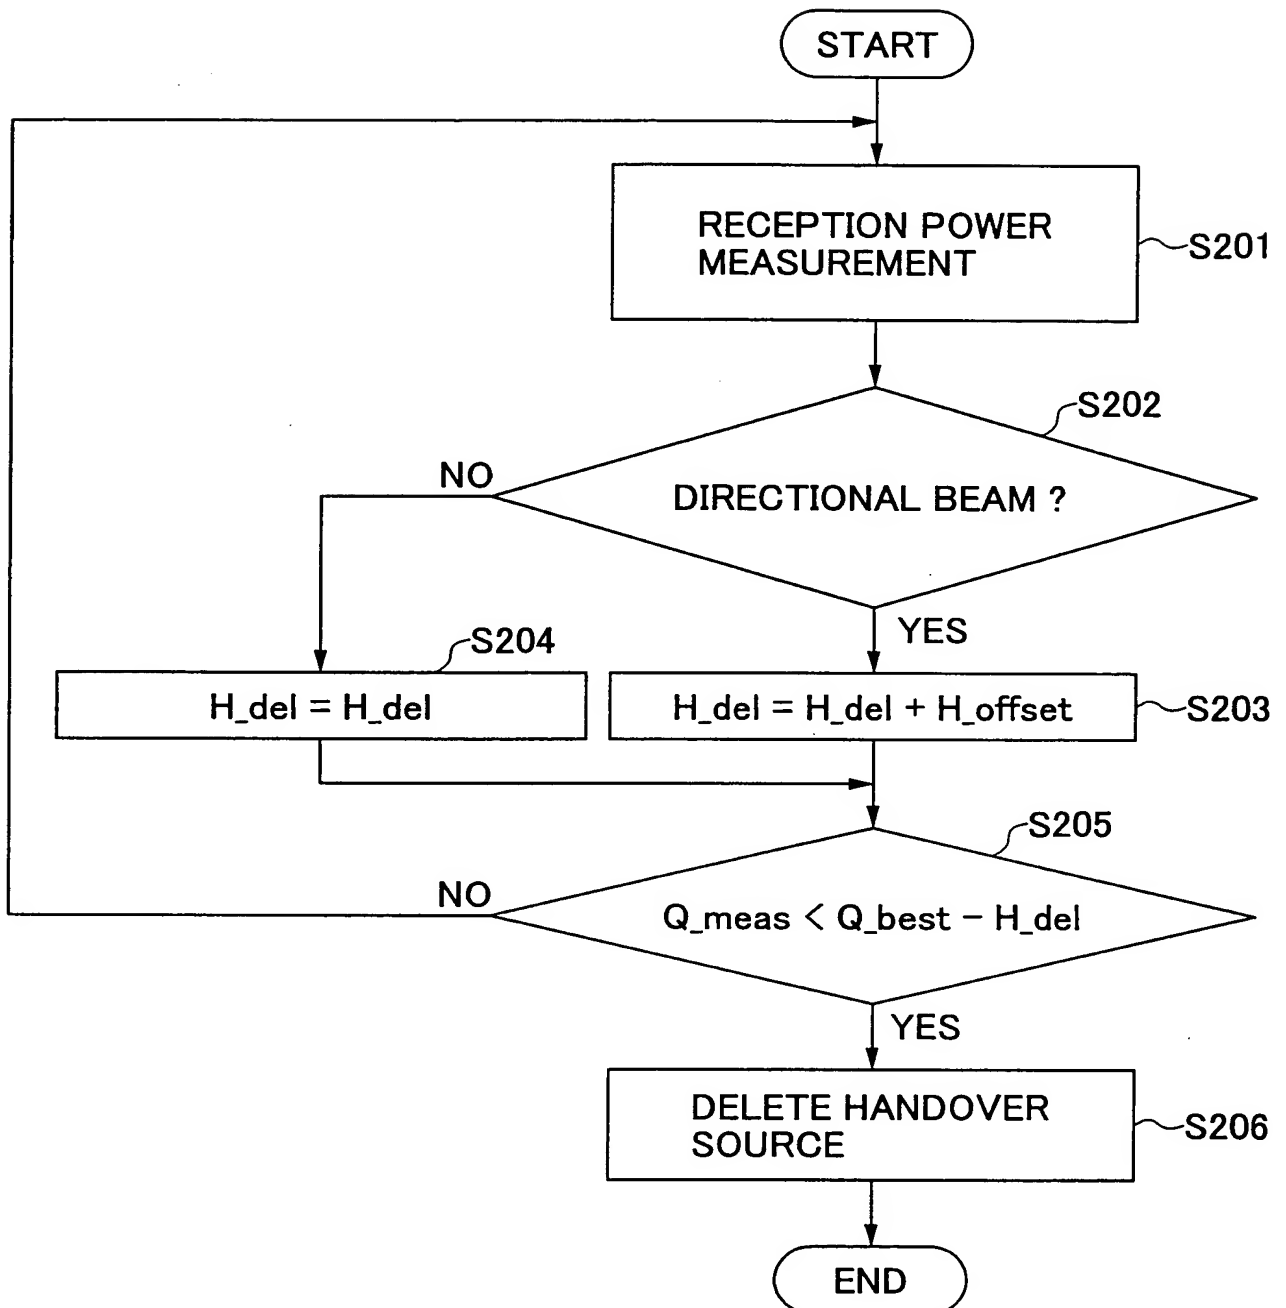 START
RECEPTION POWER
MEASUREMENT
S201
S202
NO
DIRECTIONAL BEAM ?
YES
S204
H_del = H_del
H_del = H_del + H_offset
S203
S205
NO
Q_meas < Q_best − H_del
YES
DELETE HANDOVER
SOURCE
S206
END